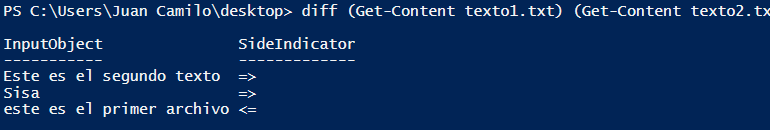 PS C:\Users\Juan Camilo\desktop> diff (Get-Content texto1.txt) (Get-Content texto2.tx
InputObject SideIndicator
----------- -------------
Este es el segundo texto =>
Sisa =>
este es el primer archivo <=